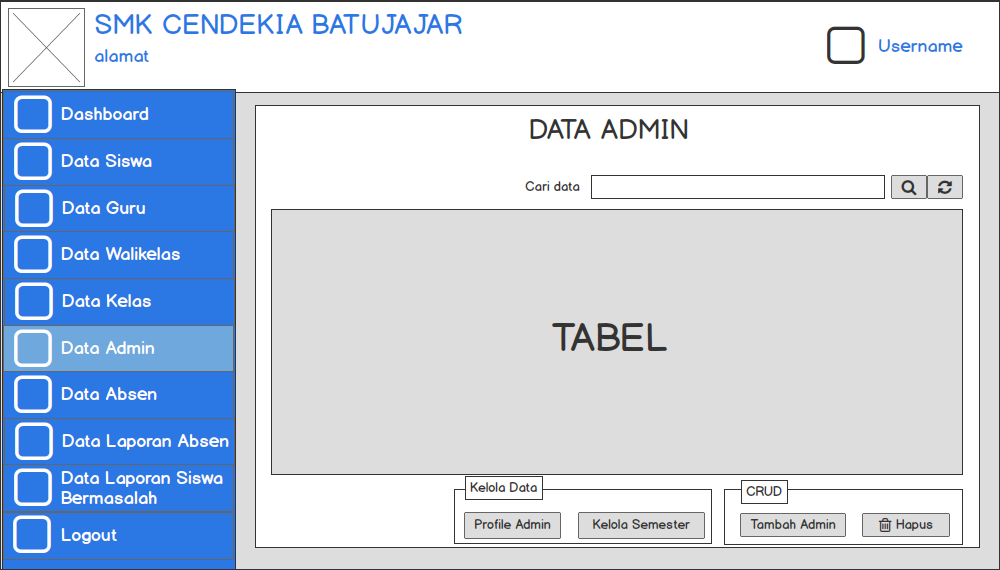 SMK CENDEKIA BATUJAJAR
alamat
Username
Dashboard
Data Siswa
Data Guru
Data Walikelas
Data Kelas
Data Admin
Data Absen
Data Laporan Absen
Data Laporan Siswa
Bermasalah
Logout
DATA ADMIN
Cari data
TABEL
Kelola Data
Profile Admin
Kelola Semester
CRUD
Tambah Admin
Hapus